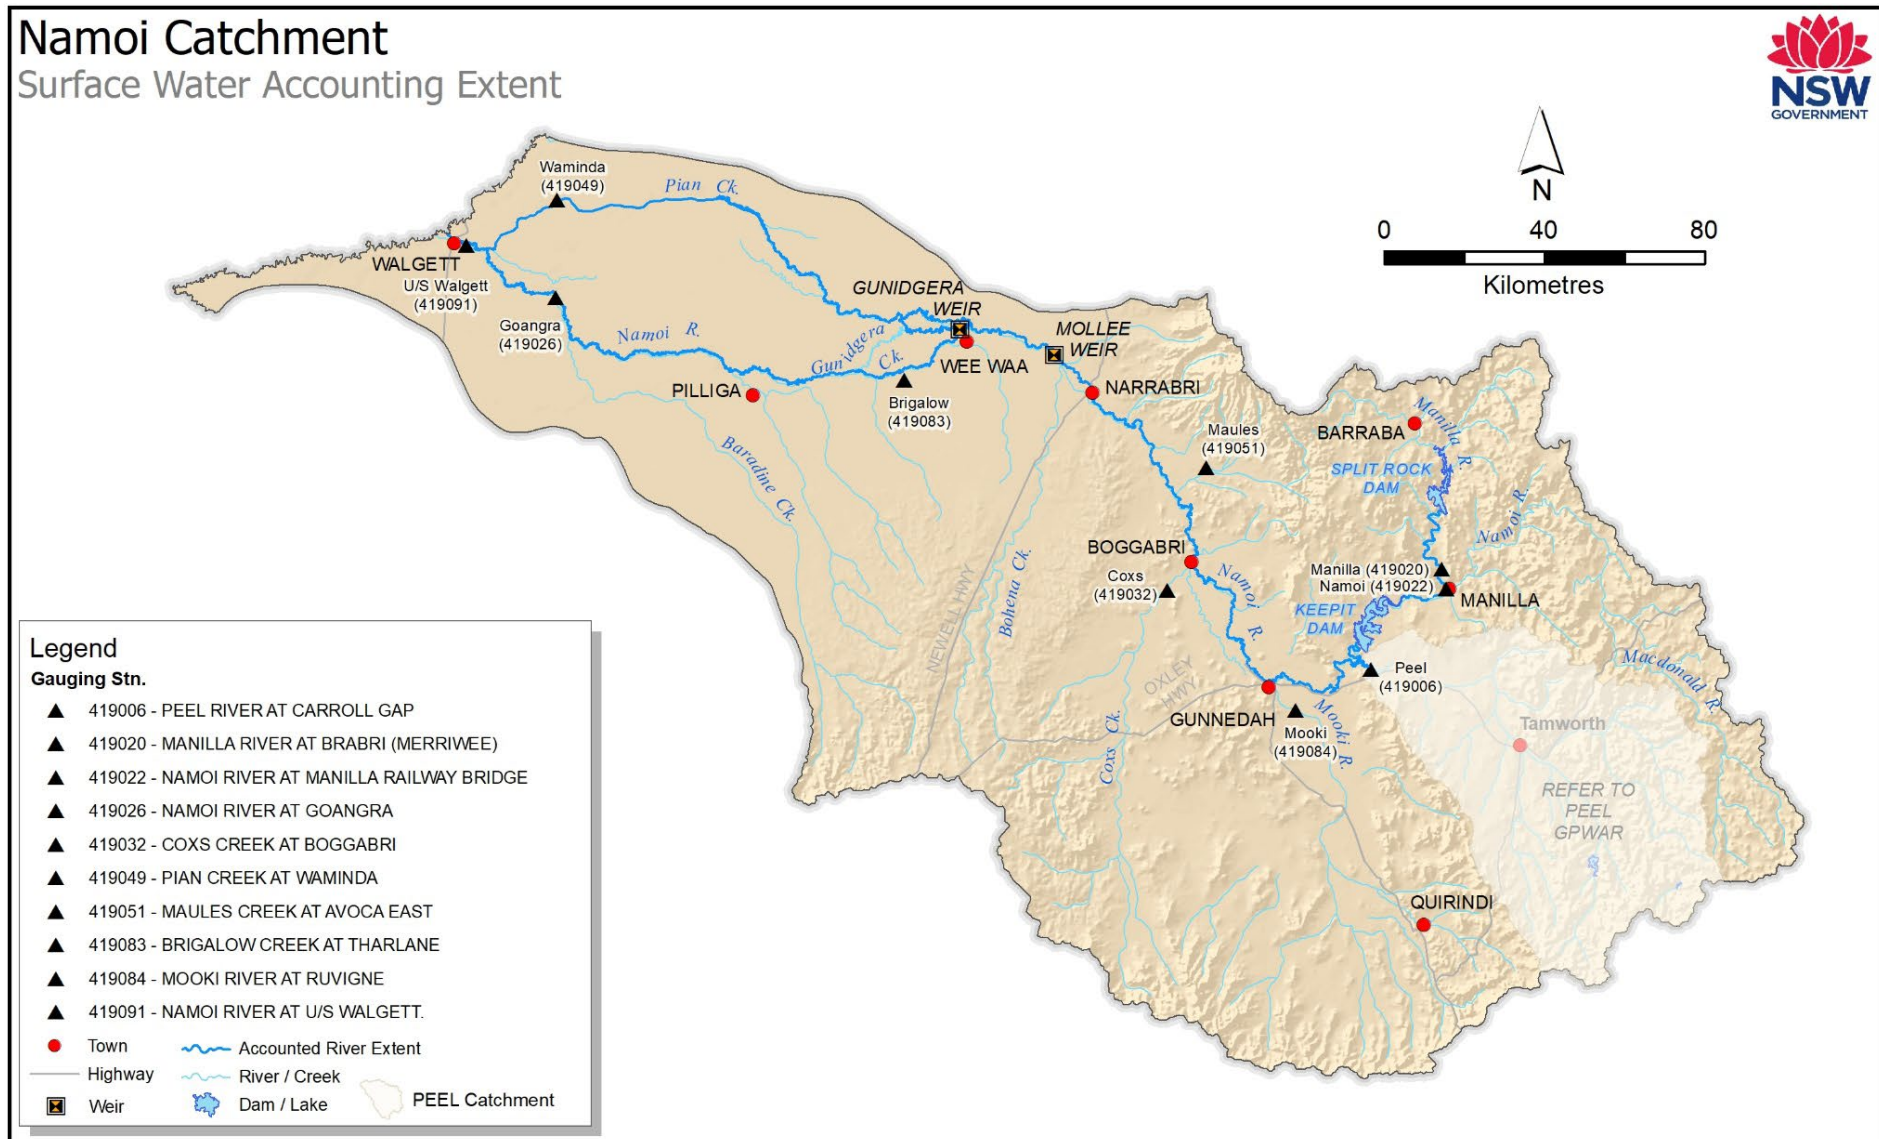 Namoi Catchment
Surface Water Accounting Extent
NSW
GOVERNMENT
N
0 40 80
Kilometres
Waminda
(419049)
Pian Ck.
WALGETT
U/S Walgett
(419091)
Goangra
(419026)
Namoi R.
GUNIDGERA
WEIR
Gunidgera
Ck.
MOLLEE
WEIR
WEE WAA
PILLIGA
Brigalow
(419083)
NARRABRI
Baradine Ck.
Maules
(419051)
BARRABA
Manilla R.
SPLIT ROCK
DAM
Namoi R.
BOGGABRI
Bohena Ck.
NEWELL HWY
Coxs
(419032)
Namoi R.
Manilla (419020)
Namoi (419022)
MANILLA
KEEPIT
DAM
Macdonald R.
Peel
(419006)
OXLEY
HWY
GUNNEDAH
Mooki R.
Mooki
(419084)
Coxs Ck.
Tamworth
REFER TO
PEEL
GPWAR
QUIRINDI
Legend
Gauging Stn.
419006 - PEEL RIVER AT CARROLL GAP
419020 - MANILLA RIVER AT BRABRI (MERRIWEE)
419022 - NAMOI RIVER AT MANILLA RAILWAY BRIDGE
419026 - NAMOI RIVER AT GOANGRA
419032 - COXS CREEK AT BOGGABRI
419049 - PIAN CREEK AT WAMINDA
419051 - MAULES CREEK AT AVOCA EAST
419083 - BRIGALOW CREEK AT THARLANE
419084 - MOOKI RIVER AT RUVIGNE
419091 - NAMOI RIVER AT U/S WALGETT.
Town
Accounted River Extent
Highway
River / Creek
Weir
Dam / Lake
PEEL Catchment